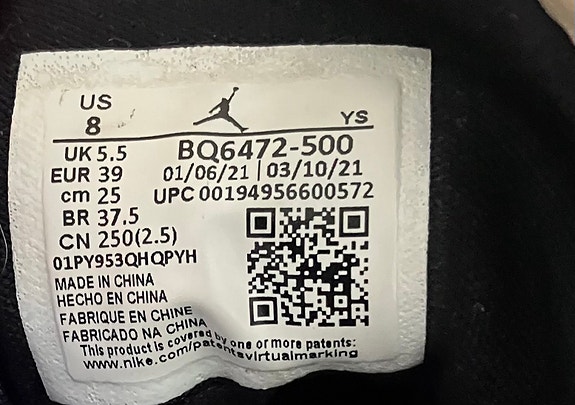 US
8
YS
UK 5.5
BQ6472-500
EUR 39
01/06/21 | 03/10/21
cm 25
UPC 00194956600572
BR 37.5
CN 250(2.5)
01PY953QHQPYH
MADE IN CHINA
HECHO EN CHINA
FABRIQUE EN CHINE
FABRICADO NA CHINA
This product is covered by one or more patents:
www.nike.com/patentsvirtualmarking